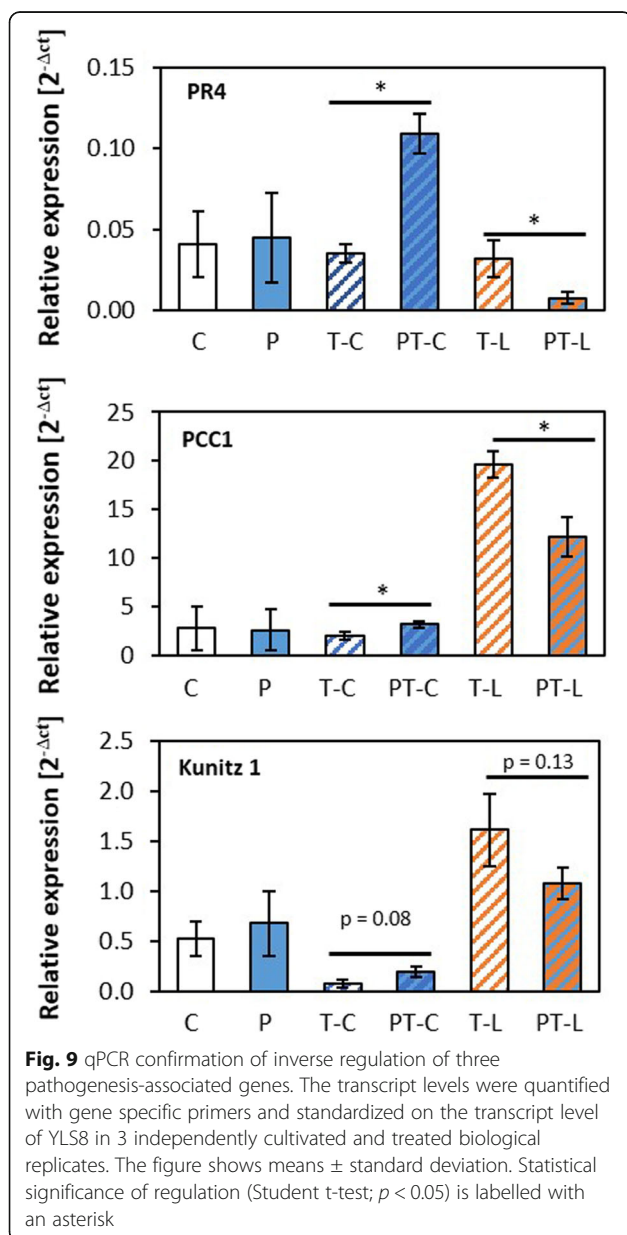 Relative expression [2^-Δct]
0.15
0.10
0.05
0.00
PR4
*
*
C P T-C PT-C T-L PT-L
Relative expression [2^-Δct]
25
20
15
10
5
0
PCC1
*
*
C P T-C PT-C T-L PT-L
Relative expression [2^-Δct]
2.5
2.0
1.5
1.0
0.5
0.0
Kunitz 1
p = 0.08
p = 0.13
C P T-C PT-C T-L PT-L
Fig. 9 qPCR confirmation of inverse regulation of three
pathogenesis-associated genes. The transcript levels were quantified
with gene specific primers and standardized on the transcript level
of YLS8 in 3 independently cultivated and treated biological
replicates. The figure shows means ± standard deviation. Statistical
significance of regulation (Student t-test; p < 0.05) is labelled with
an asterisk